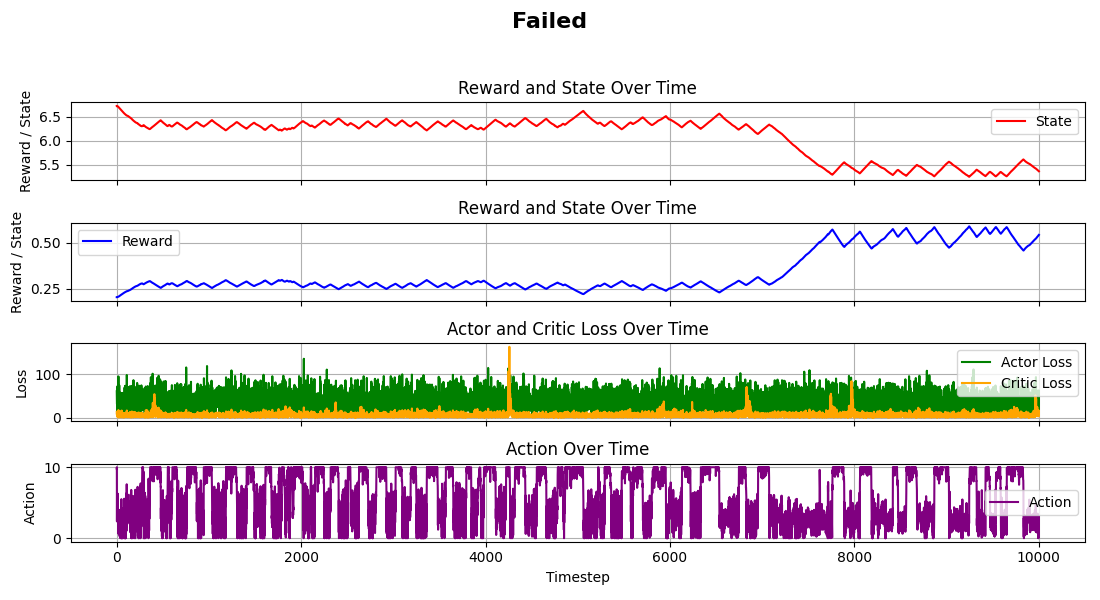 Failed
Reward and State Over Time
Reward / State
6.5
6.0
5.5
State
Reward and State Over Time
Reward / State
0.50
0.25
Reward
Actor and Critic Loss Over Time
Loss
100
0
Actor Loss
Critic Loss
Action Over Time
Action
10
0
Action
0
2000
4000
6000
8000
10000
Timestep